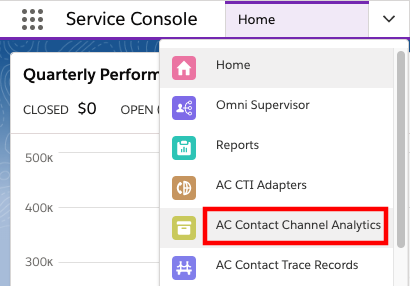 Service Console
Home
Quarterly Perform
CLOSED $0 OPEN (
500K
400K
300K
Home
Omni Supervisor
Reports
AC CTI Adapters
AC Contact Channel Analytics
AC Contact Trace Records